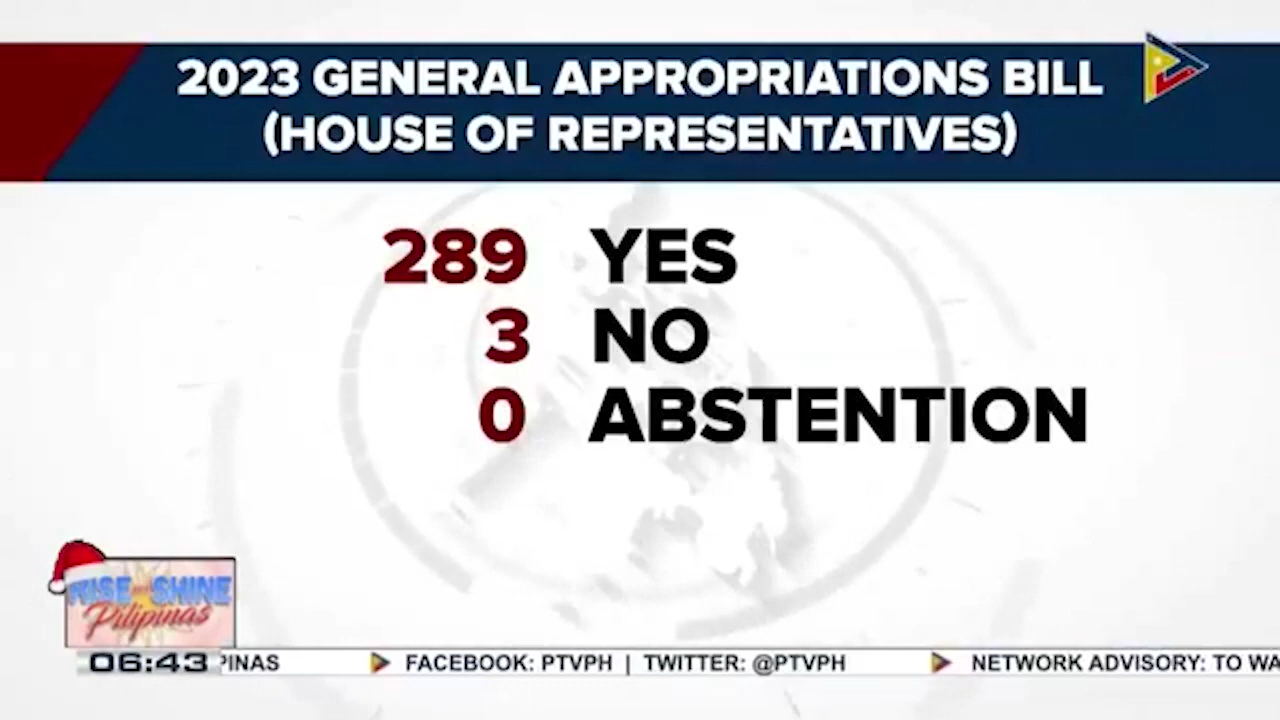 2023 GENERAL APPROPRIATIONS BILL
(HOUSE OF REPRESENTATIVES)
289 YES
3 NO
0 ABSTENTION
RISE AND SHINE
Pilipinas
06:43 PINAS FACEBOOK: PTVPH | TWITTER: @PTVPH NETWORK ADVISORY: TO WA